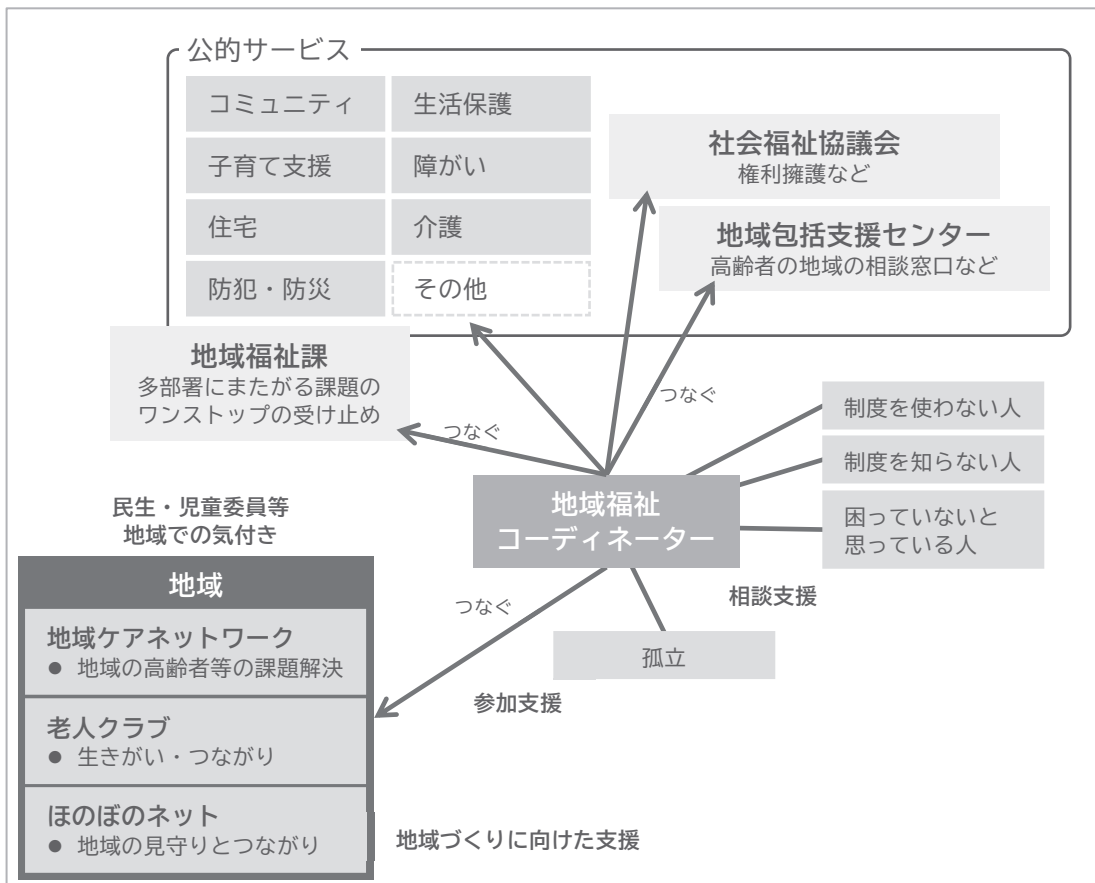 公的サービス
コミュニティ
生活保護
子育て支援
障がい
住宅
介護
防犯・防災
その他
社会福祉協議会
権利擁護など
地域包括支援センター
高齢者の地域の相談窓口など
地域福祉課
多部署にまたがる課題の
ワンストップの受け止め
つなぐ
つなぐ
制度を使わない人
制度を知らない人
困っていないと
思っている人
地域福祉
コーディネーター
相談支援
孤立
つなぐ
参加支援
民生・児童委員等
地域での気付き
地域
地域ケアネットワーク
● 地域の高齢者等の課題解決
老人クラブ
● 生きがい・つながり
ほのぼのネット
● 地域の見守りとつながり
地域づくりに向けた支援